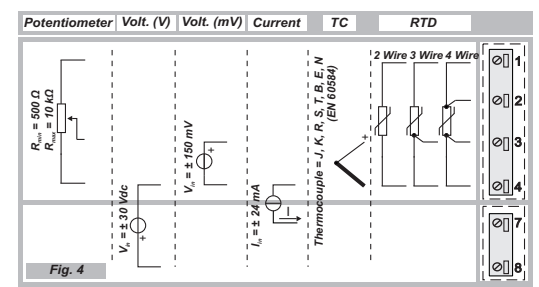 Potentiometer Volt. (V) Volt. (mV) Current TC RTD
2 Wire 3 Wire 4 Wire
Rmin = 500 Ω
Rmax = 10 kΩ
Vin = ± 30 Vdc
+
Vin = ± 150 mV
+
Iin = ± 24 mA
I
Thermocouple = J, K, R, S, T, B, E, N
(EN 60584)
+
1
2
3
4
7
8
Fig. 4